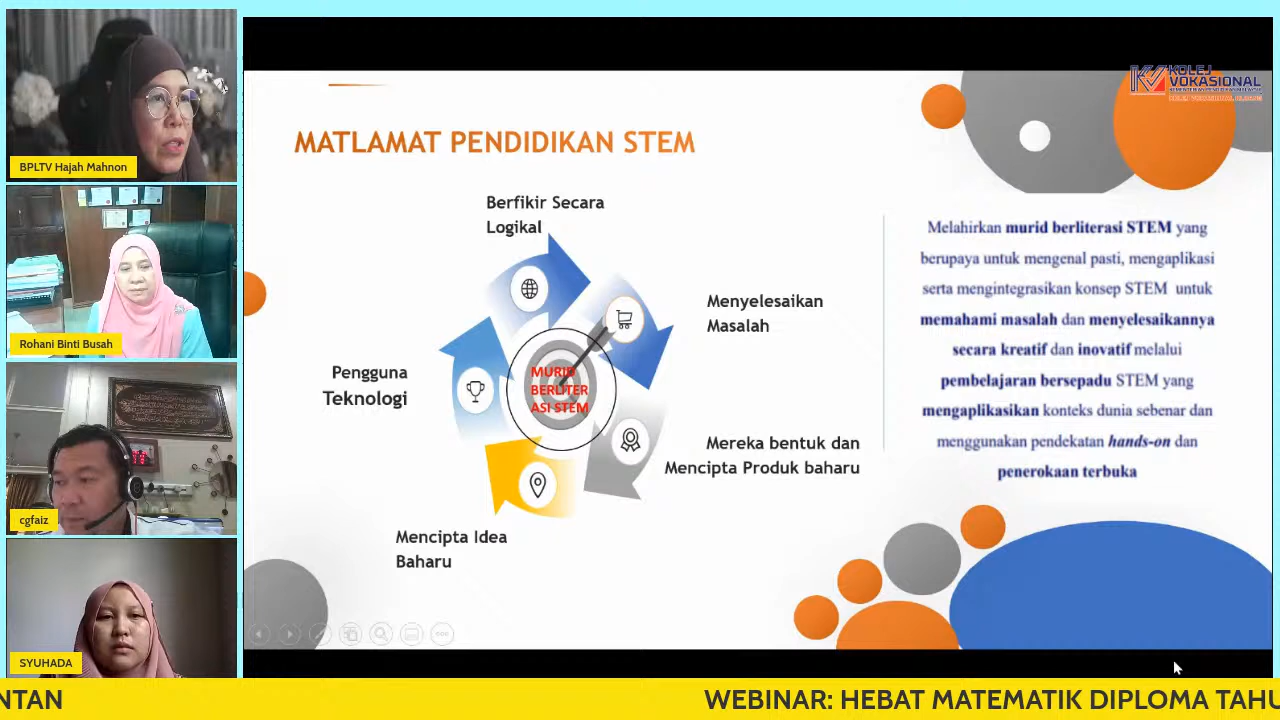 BPLTV Hajah Mahnon
Rohani Binti Busah
cgfaiz
SYUHADA
KOLEJ
VOKASIONAL
MATLAMAT PENDIDIKAN STEM
Berfikir Secara
Logikal
Menyelesaikan
Masalah
Pengguna
Teknologi
MURID
BERLITER
ASI STEM
Mereka bentuk dan
Mencipta Produk baharu
Mencipta Idea
Baharu
Melahirkan murid berliterasi STEM yang
berupaya untuk mengenal pasti, mengaplikasi
serta mengintegrasikan konsep STEM untuk
memahami masalah dan menyelesaikannya
secara kreatif dan inovatif melalui
pembelajaran bersepadu STEM yang
mengaplikasikan konteks dunia sebenar dan
menggunakan pendekatan hands-on dan
penerokaan terbuka
NTAN
WEBINAR: HEBAT MATEMATIK DIPLOMA TAHU